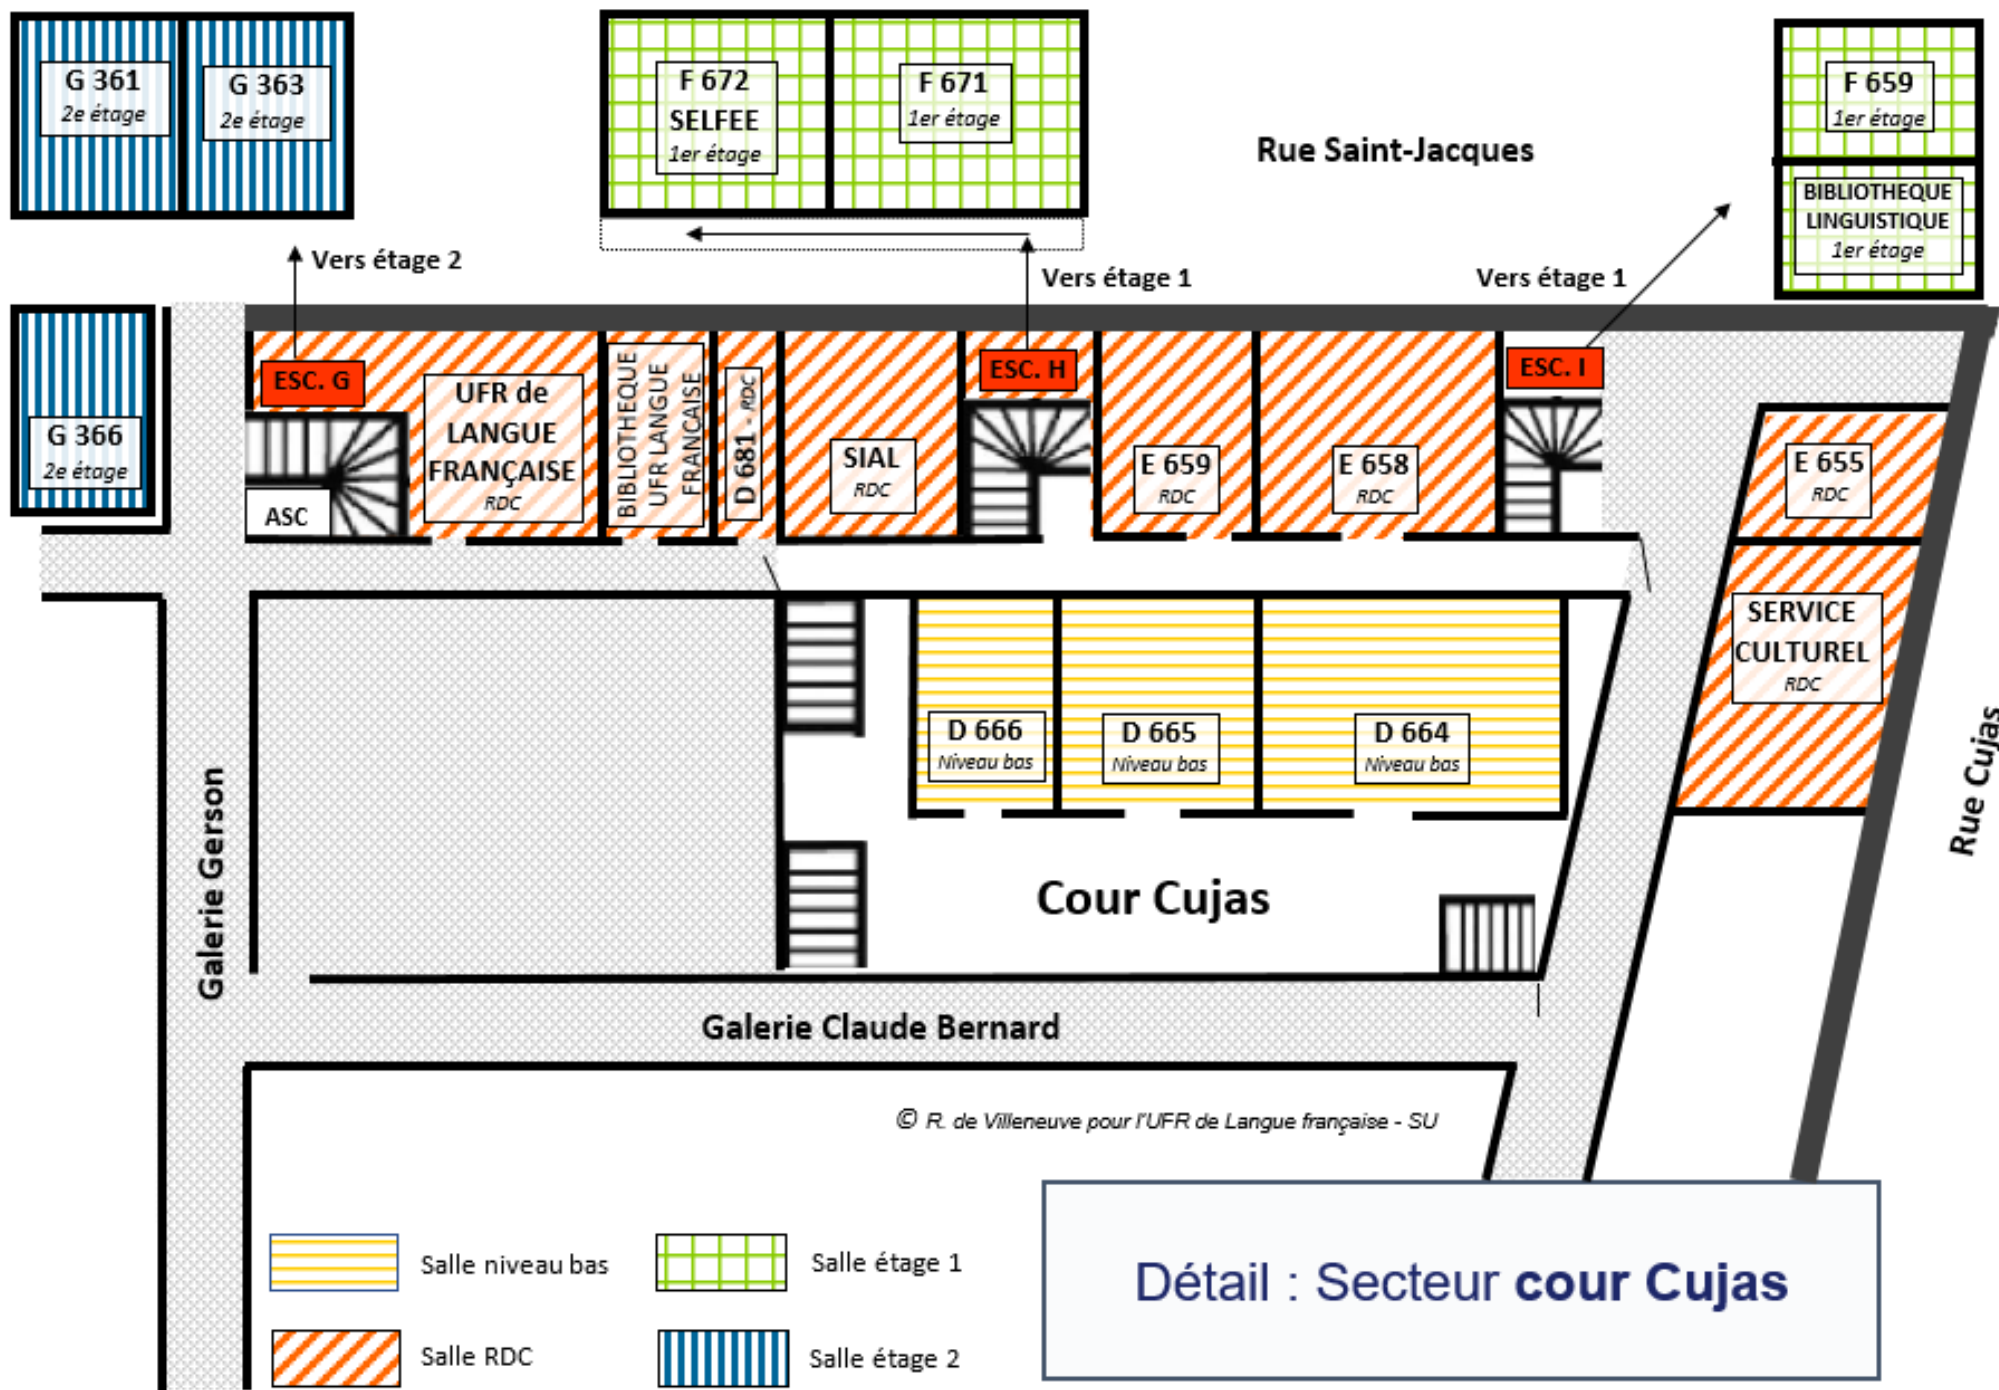 G 361
2e étage
G 363
2e étage
F 672
SELFEE
1er étage
F 671
1er étage
Rue Saint-Jacques
F 659
1er étage
BIBLIOTHEQUE
LINGUISTIQUE
1er étage
Vers étage 2
Vers étage 1
Vers étage 1
G 366
2e étage
ESC. G
ASC
UFR de
LANGUE
FRANÇAISE
RDC
BIBLIOTHEQUE
UFR LANGUE
FRANCAISE
D 681 - RDC
SIAL
RDC
ESC. H
E 659
RDC
E 658
RDC
ESC. I
E 655
RDC
SERVICE
CULTUREL
RDC
D 666
Niveau bas
D 665
Niveau bas
D 664
Niveau bas
Rue Cujas
Galerie Gerson
Cour Cujas
Galerie Claude Bernard
© R. de Villeneuve pour l'UFR de Langue française - SU
Salle niveau bas
Salle étage 1
Salle RDC
Salle étage 2
Détail : Secteur cour Cujas